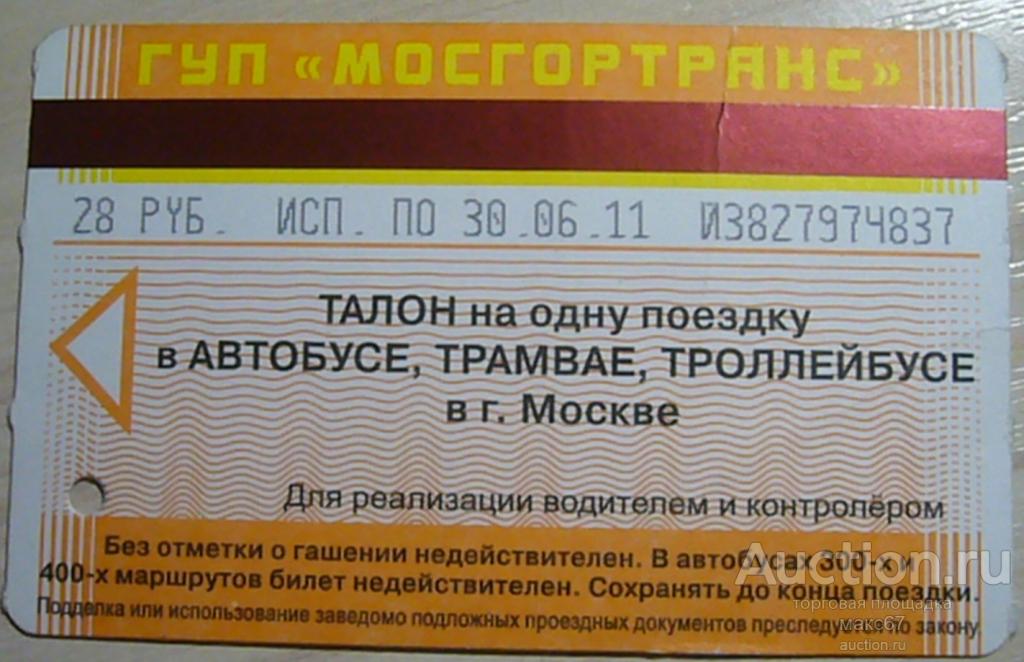 ГУП «МОСГОРТРАНС»
28 РУБ. ИСП. ПО 30.06.11 И3827974837
ТАЛОН на одну поездку
в АВТОБУСЕ, ТРАМВАЕ, ТРОЛЛЕЙБУСЕ
в г. Москве
Для реализации водителем и контролёром
Без отметки о гашении недействителен. В автобусах 300-х и
400-х маршрутов билет недействителен. Сохранять до конца поездки.
Подделка или использование заведомо подложных проездных документов преследуется по закону.
Auction.ru
торговая площадка
макс67
auction.ru